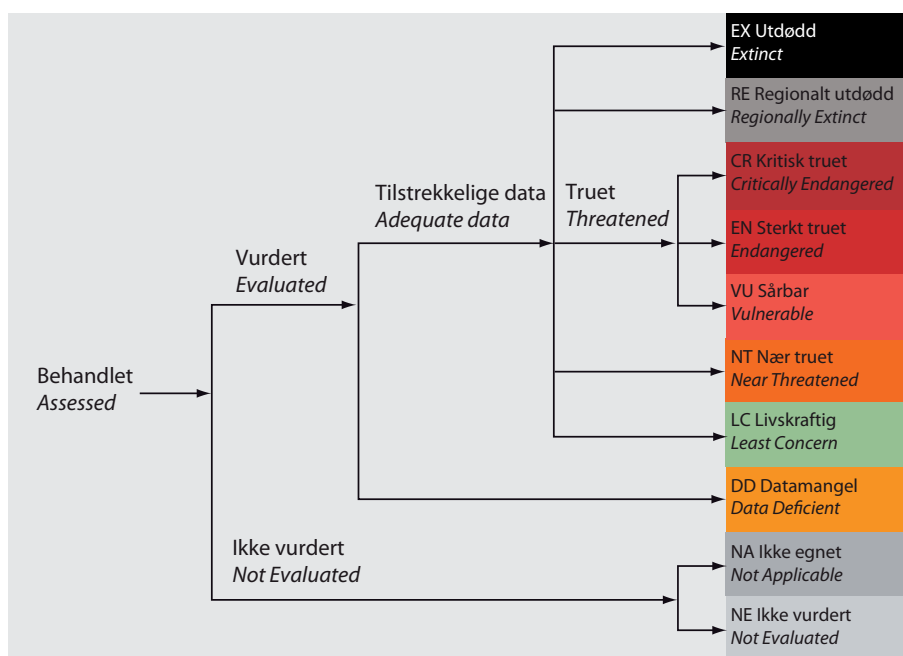 EX Utdødd
Extinct
RE Regionalt utdødd
Regionally Extinct
CR Kritisk truet
Critically Endangered
Tilstrekkelige data
Adequate data
Truet
Threatened
EN Sterkt truet
Endangered
Vurdert
Evaluated
VU Sårbar
Vulnerable
Behandlet
Assessed
NT Nær truet
Near Threatened
LC Livskraftig
Least Concern
DD Datamangel
Data Deficient
Ikke vurdert
Not Evaluated
NA Ikke egnet
Not Applicable
NE Ikke vurdert
Not Evaluated